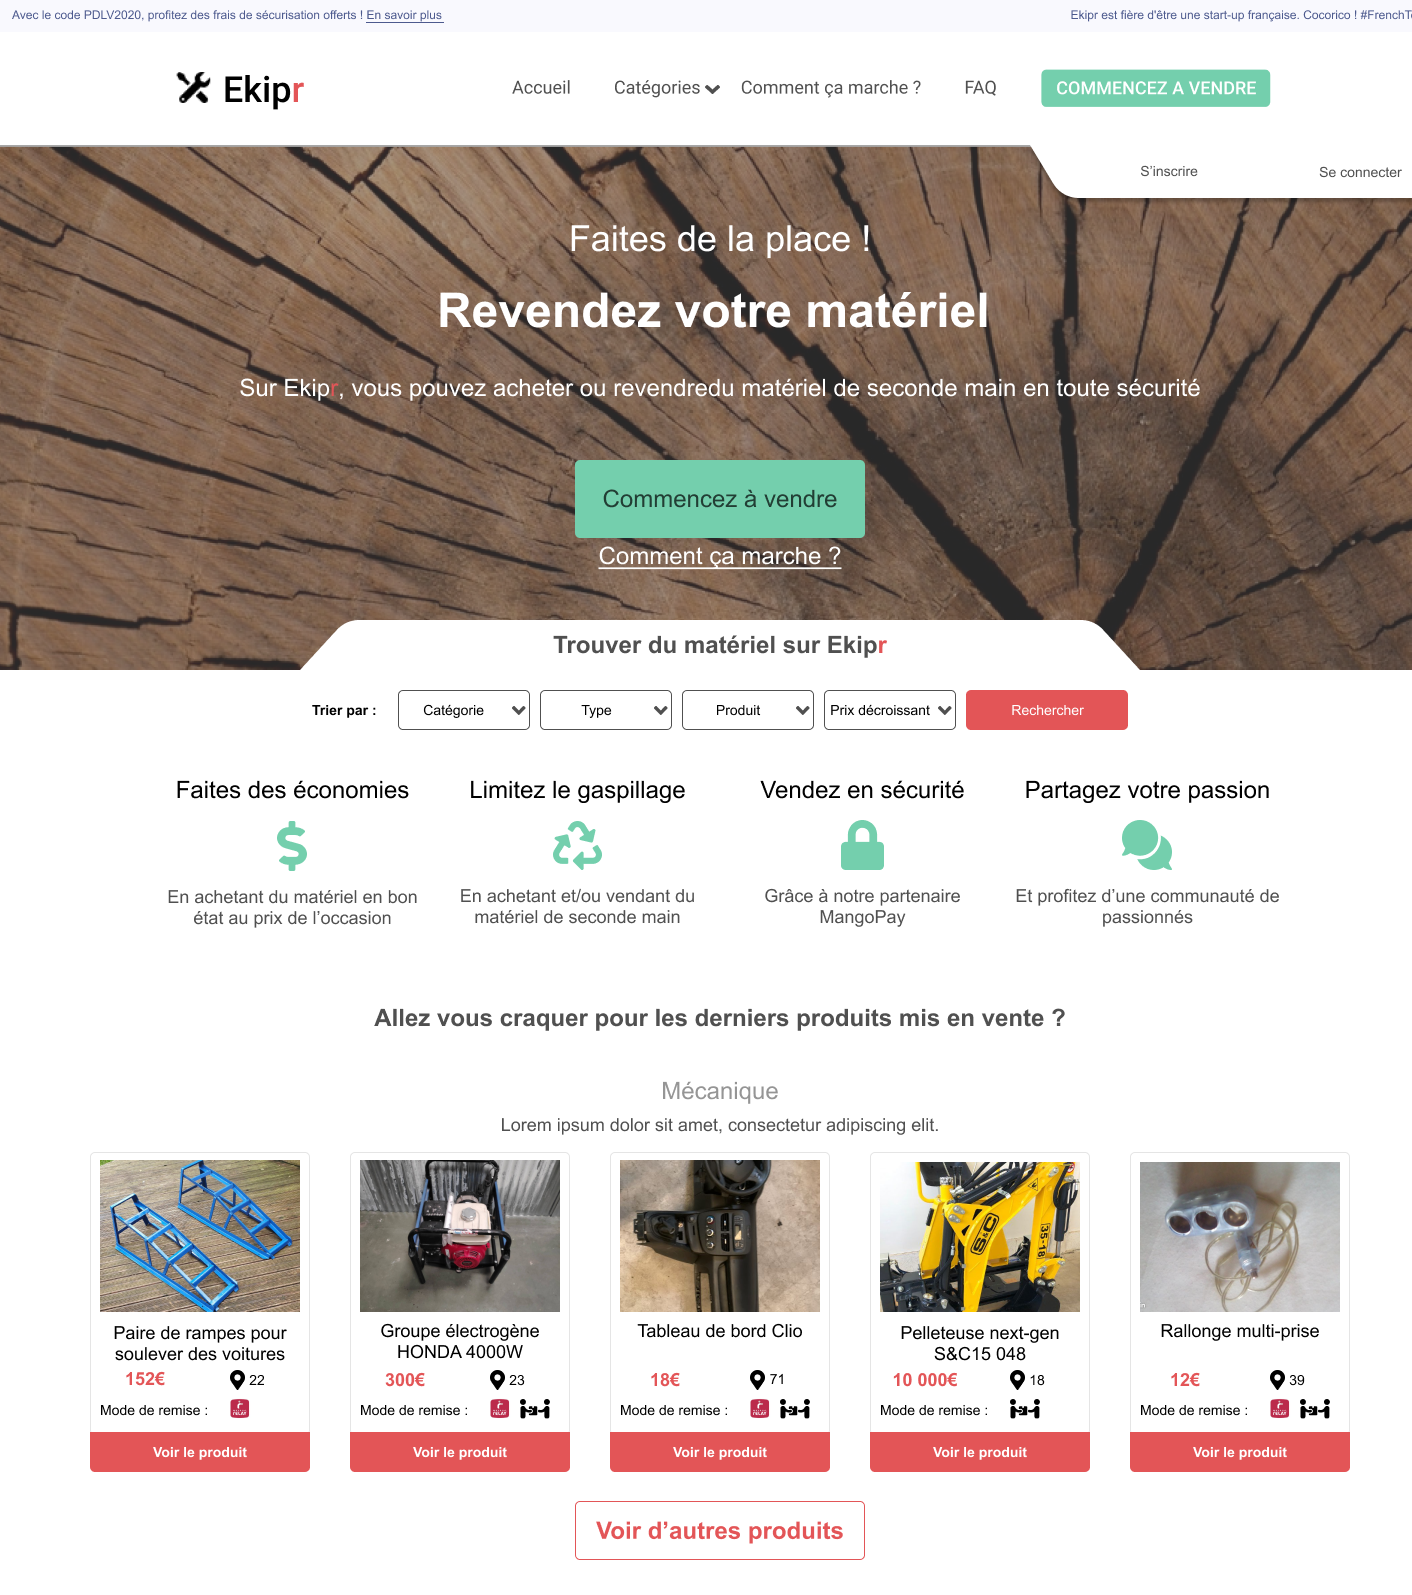 Avec le code PDLV2020, profitez des frais de sécurisation offerts ! En savoir plus
Ekipr est fière d'être une start-up française. Cocorico ! #FrenchT
Ekipr
Accueil
Catégories
Comment ça marche ?
FAQ
COMMENCEZ A VENDRE
S'inscrire
Se connecter
Faites de la place !
Revendez votre matériel
Sur Ekipr, vous pouvez acheter ou revendredu matériel de seconde main en toute sécurité
Commencez à vendre
Comment ça marche ?
Trouver du matériel sur Ekipr
Trier par :
Catégorie
Type
Produit
Prix décroissant
Rechercher
Faites des économies
En achetant du matériel en bon
état au prix de l'occasion
Limitez le gaspillage
En achetant et/ou vendant du
matériel de seconde main
Vendez en sécurité
Grâce à notre partenaire
MangoPay
Partagez votre passion
Et profitez d'une communauté de
passionnés
Allez vous craquer pour les derniers produits mis en vente ?
Mécanique
Lorem ipsum dolor sit amet, consectetur adipiscing elit.
Paire de rampes pour
soulever des voitures
152€
22
Mode de remise :
Voir le produit
Groupe électrogène
HONDA 4000W
300€
23
Mode de remise :
Voir le produit
Tableau de bord Clio
18€
71
Mode de remise :
Voir le produit
S&C
35-18
Pelleteuse next-gen
S&C15 048
10 000€
18
Mode de remise :
Voir le produit
Rallonge multi-prise
12€
39
Mode de remise :
Voir le produit
Voir d'autres produits